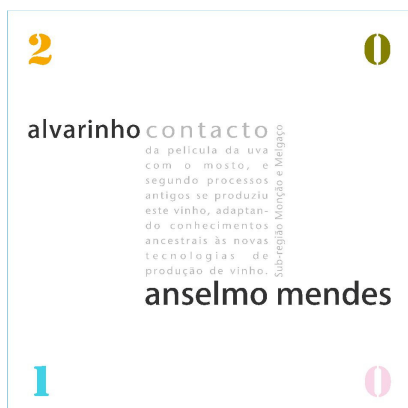 2 0
alvarinho contacto
da pelicula da uva
com o mosto, e
segundo processos
antigos se produziu
este vinho, adaptan-
do conhecimentos
ancestrais às novas
tecnologias de
produção de vinho.
Sub-região Monção e Melgaço
anselmo mendes
1 0